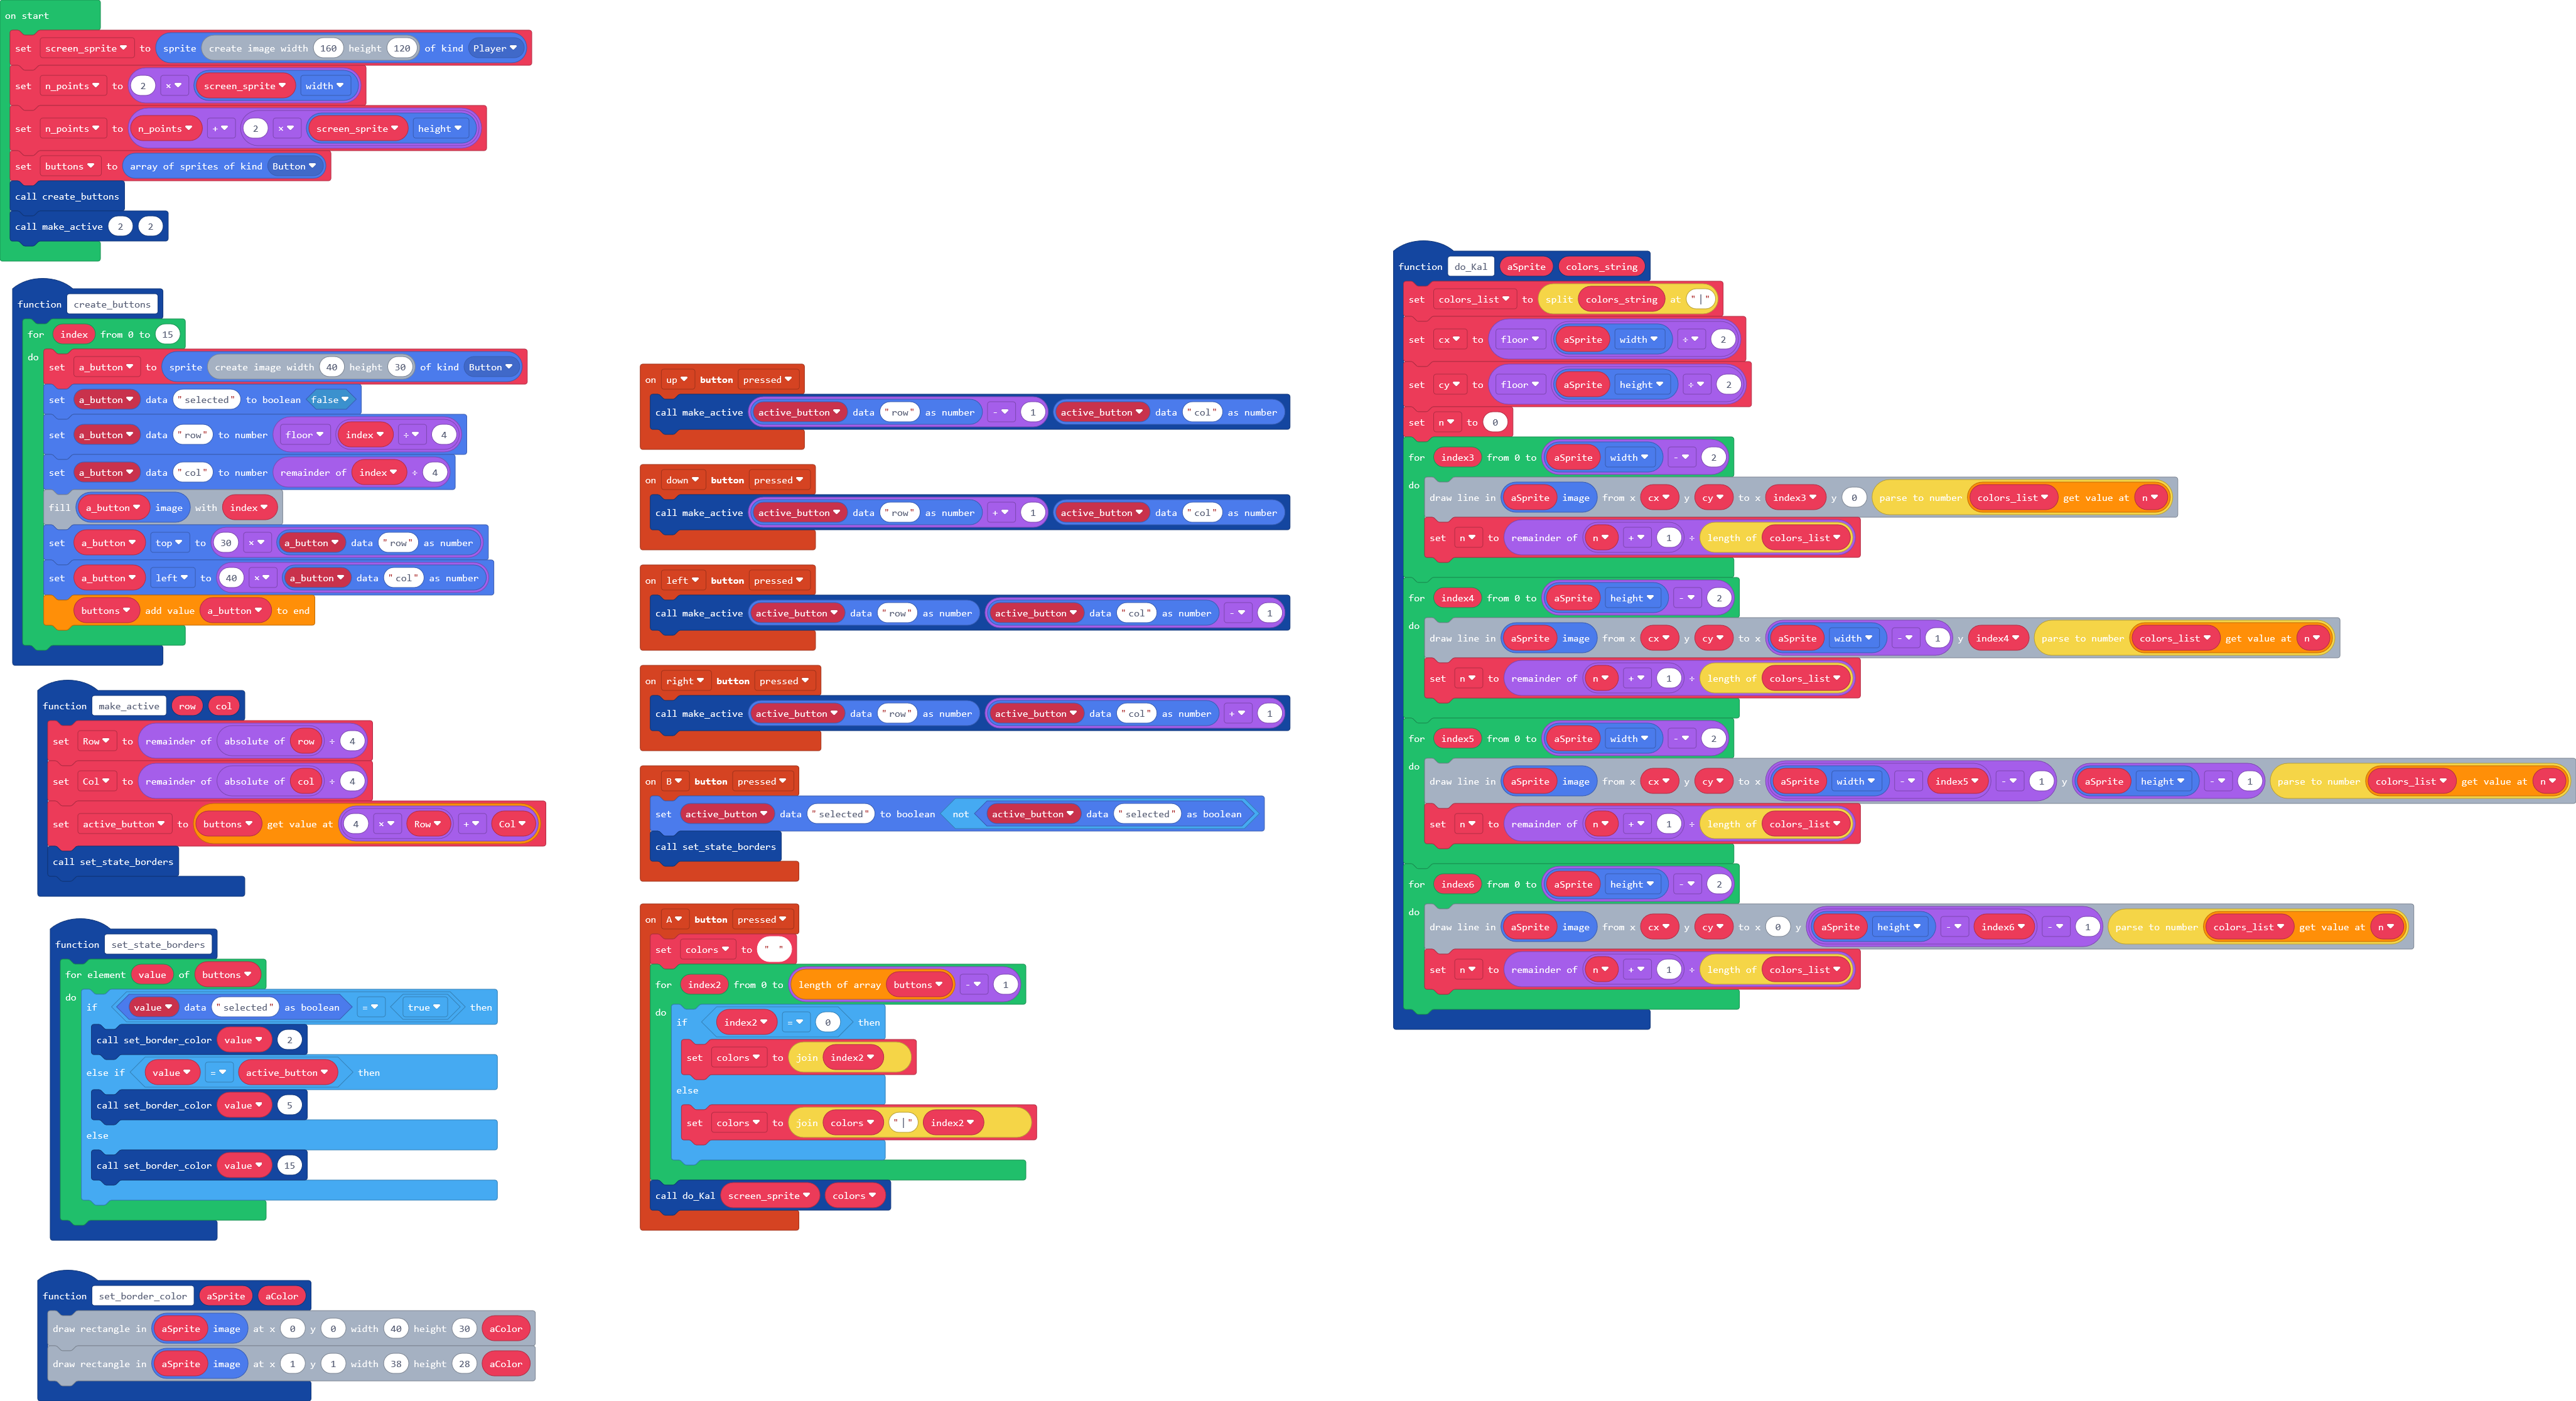 on start
set screen_sprite to sprite create image width 160 height 120 of kind Player
set n_points to 2 × screen_sprite width
set n_points to n_points + 2 × screen_sprite height
set buttons to array of sprites of kind Button
call create_buttons
call make_active 2 2
function create_buttons
for index from 0 to 15
do
set a_button to sprite create image width 40 height 30 of kind Button
set a_button data "selected" to boolean false
set a_button data "row" to number floor index ÷ 4
set a_button data "col" to number remainder of index ÷ 4
fill a_button image with index
set a_button top to 30 × a_button data "row" as number
set a_button left to 40 × a_button data "col" as number
buttons add value a_button to end
function make_active row col
set Row to remainder of absolute of row ÷ 4
set Col to remainder of absolute of col ÷ 4
set active_button to buttons get value at 4 × Row + Col
call set_state_borders
function set_state_borders
for element value of buttons
do
if value data "selected" as boolean = true then
call set_border_color value 2
else if value = active_button then
call set_border_color value 5
else
call set_border_color value 15
function set_border_color aSprite aColor
draw rectangle in aSprite image at x 0 y 0 width 40 height 30 aColor
draw rectangle in aSprite image at x 1 y 1 width 38 height 28 aColor
on up button pressed
call make_active active_button data "row" as number - 1 active_button data "col" as number
on down button pressed
call make_active active_button data "row" as number + 1 active_button data "col" as number
on left button pressed
call make_active active_button data "row" as number active_button data "col" as number - 1
on right button pressed
call make_active active_button data "row" as number active_button data "col" as number + 1
on B button pressed
set active_button data "selected" to boolean not active_button data "selected" as boolean
call set_state_borders
on A button pressed
set colors to " "
for index2 from 0 to length of array buttons - 1
do
if index2 = 0 then
set colors to join index2
else
set colors to join colors "|" index2
call do_Kal screen_sprite colors
function do_Kal aSprite colors_string
set colors_list to split colors_string at "|"
set cx to floor aSprite width ÷ 2
set cy to floor aSprite height ÷ 2
set n to 0
for index3 from 0 to aSprite width - 2
do
draw line in aSprite image from x cx y cy to x index3 y 0 parse to number colors_list get value at n
set n to remainder of n + 1 ÷ length of colors_list
for index4 from 0 to aSprite height - 2
do
draw line in aSprite image from x cx y cy to x aSprite width - 1 y index4 parse to number colors_list get value at n
set n to remainder of n + 1 ÷ length of colors_list
for index5 from 0 to aSprite width - 2
do
draw line in aSprite image from x cx y cy to x aSprite width - index5 - 1 y aSprite height - 1 parse to number colors_list get value at n
set n to remainder of n + 1 ÷ length of colors_list
for index6 from 0 to aSprite height - 2
do
draw line in aSprite image from x cx y cy to x 0 y aSprite height - index6 - 1 parse to number colors_list get value at n
set n to remainder of n + 1 ÷ length of colors_list